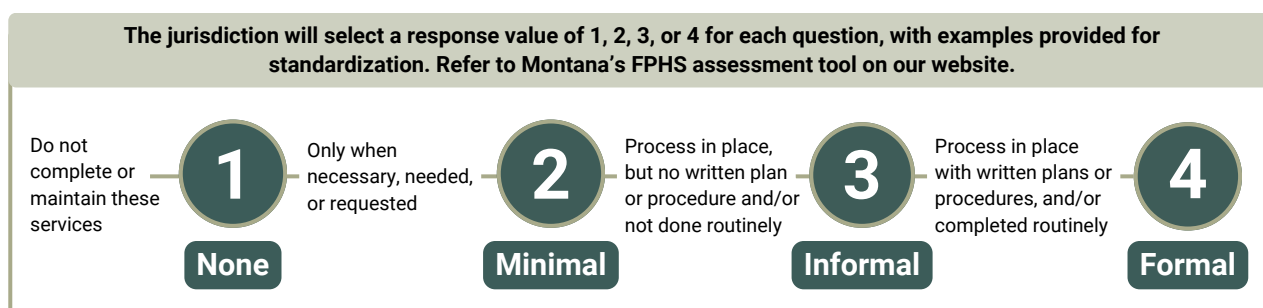 The jurisdiction will select a response value of 1, 2, 3, or 4 for each question, with examples provided for
standardization. Refer to Montana's FPHS assessment tool on our website.
Do not
complete or
maintain these
services
1
None
Only when
necessary, needed,
or requested
2
Minimal
Process in place,
but no written plan
or procedure and/or
not done routinely
3
Informal
Process in place
with written plans or
procedures, and/or
completed routinely
4
Formal